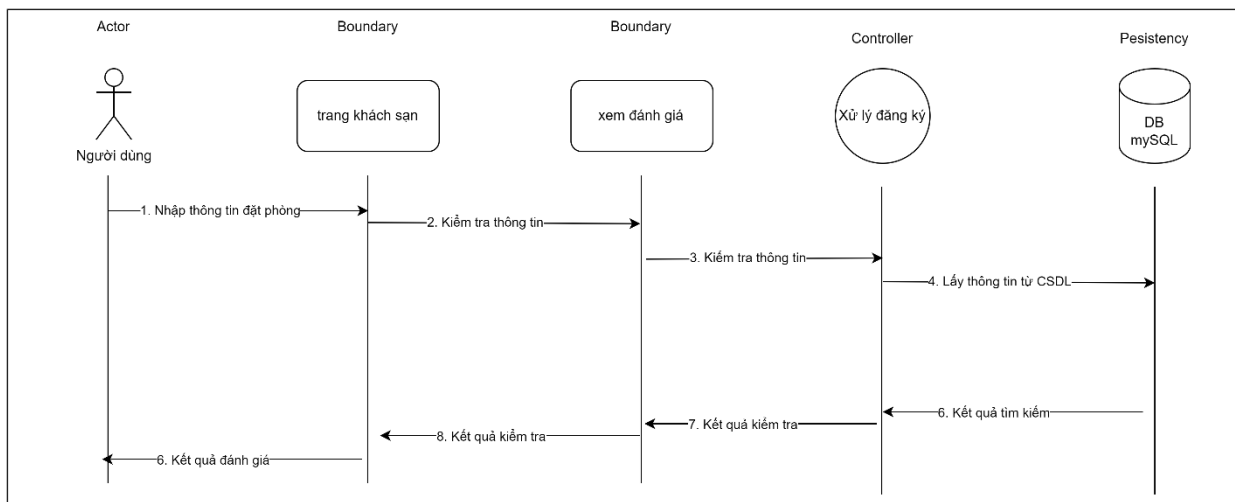 Actor
Boundary
Boundary
Controller
Pesistency
trang khách sạn
xem đánh giá
Xử lý đăng ký
DB
mySQL
Người dùng
1. Nhập thông tin đặt phòng
2. Kiểm tra thông tin
3. Kiểm tra thông tin
4. Lấy thông tin từ CSDL
6. Kết quả tìm kiếm
7. Kết quả kiểm tra
8. Kết quả kiểm tra
6. Kết quả đánh giá